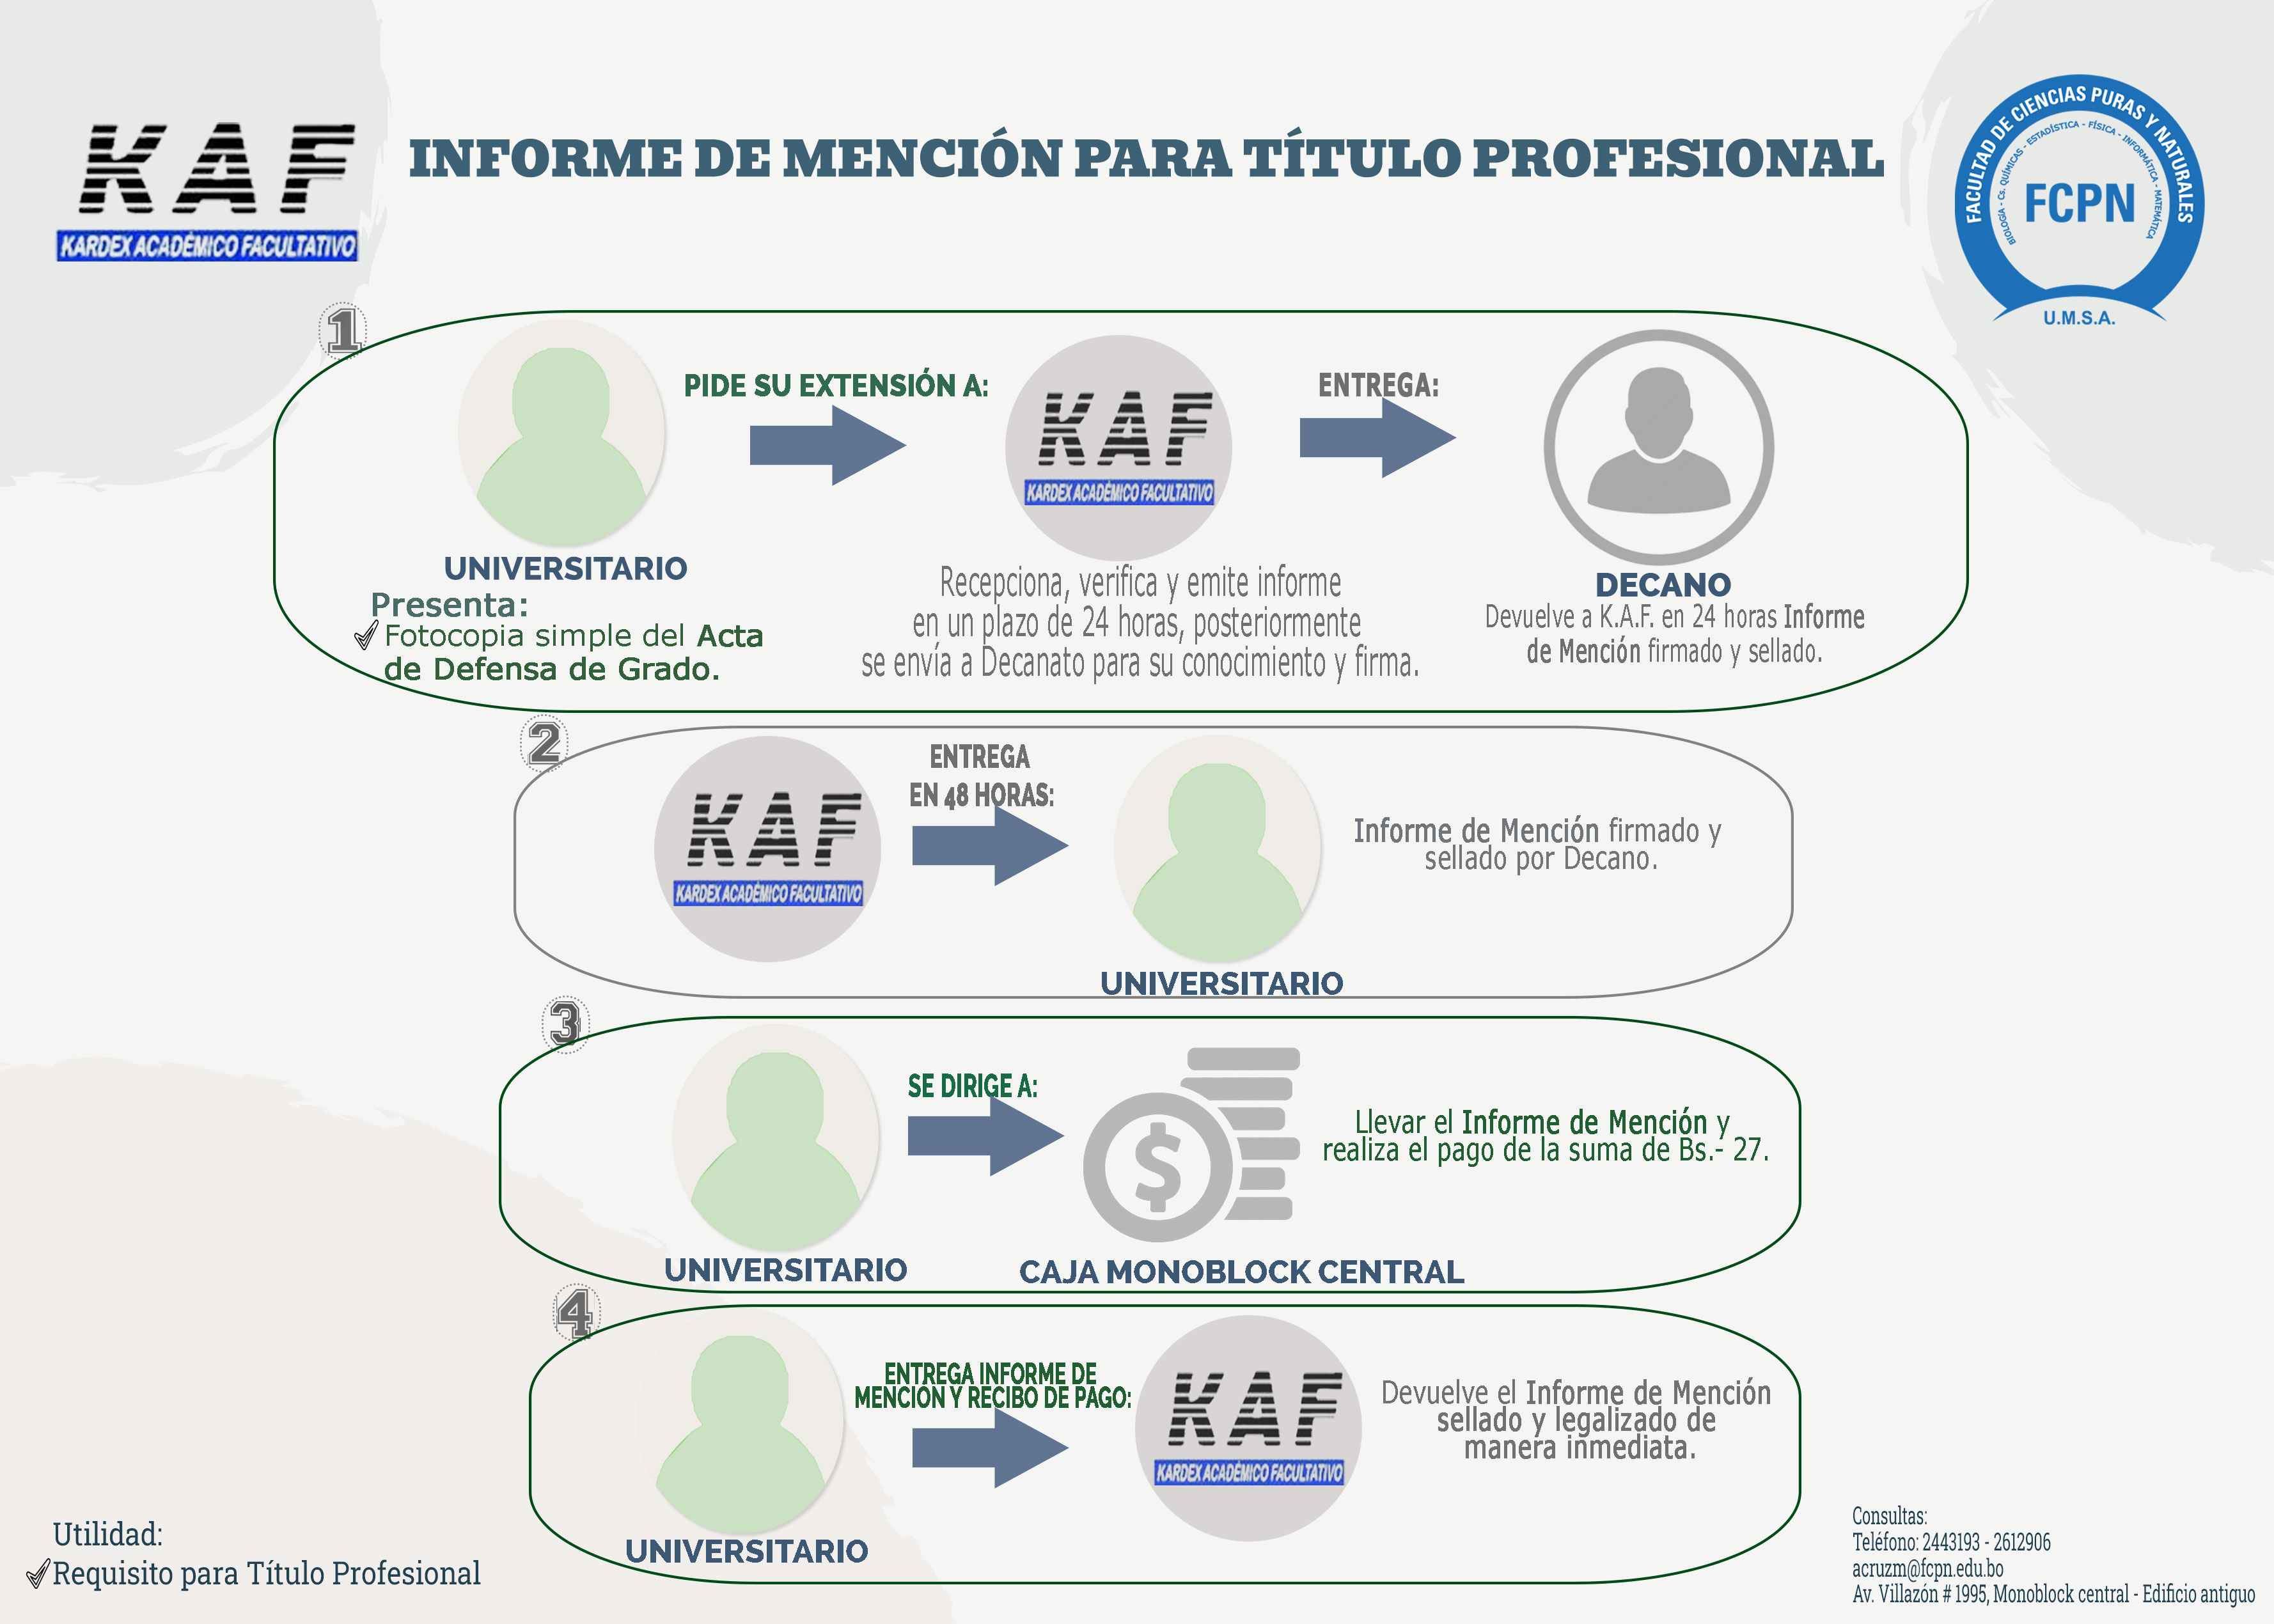 KAF
KARDEX ACADÉMICO FACULTATIVO
INFORME DE MENCIÓN PARA TÍTULO PROFESIONAL
FACULTAD DE CIENCIAS PURAS Y NATURALES
BIOLOGÍA - Cs. QUÍMICAS - ESTADÍSTICA - FÍSICA - INFORMÁTICA - MATEMÁTICA
FCPN
U.M.S.A.
1
PIDE SU EXTENSIÓN A:
KAF
KARDEX ACADÉMICO FACULTATIVO
ENTREGA:
UNIVERSITARIO
Presenta:
Fotocopia simple del Acta
de Defensa de Grado.
Recepciona, verifica y emite informe
en un plazo de 24 horas, posteriormente
se envía a Decanato para su conocimiento y firma.
DECANO
Devuelve a K.A.F. en 24 horas Informe
de Mención firmado y sellado.
2
KAF
KARDEX ACADÉMICO FACULTATIVO
ENTREGA
EN 48 HORAS:
UNIVERSITARIO
Informe de Mención firmado y
sellado por Decano.
3
UNIVERSITARIO
SE DIRIGE A:
$
CAJA MONOBLOCK CENTRAL
Llevar el Informe de Mención y
realiza el pago de la suma de Bs.- 27.
4
UNIVERSITARIO
ENTREGA INFORME DE
MENCION Y RECIBO DE PAGO:
KAF
KARDEX ACADÉMICO FACULTATIVO
Devuelve el Informe de Mención
sellado y legalizado de
manera inmediata.
Utilidad:
Requisito para Título Profesional
Consultas:
Teléfono: 2443193 - 2612906
acruzm@fcpn.edu.bo
Av. Villazón # 1995, Monoblock central - Edificio antiguo